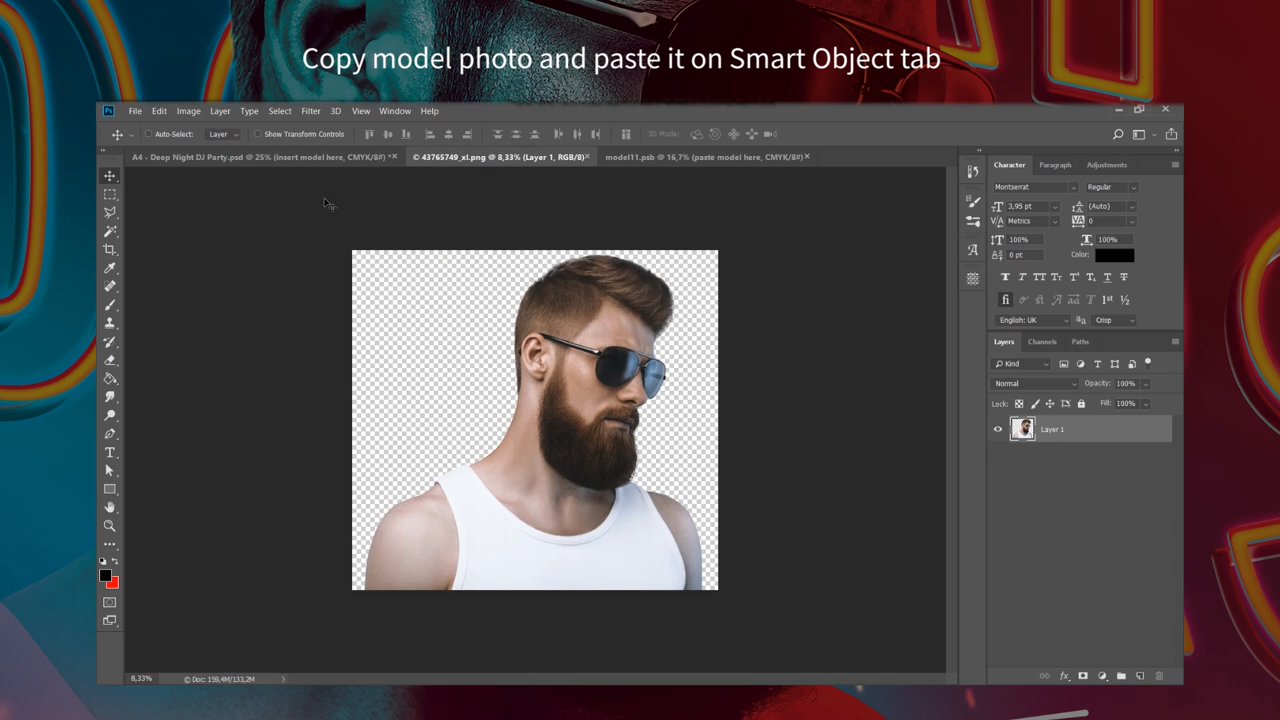 Copy model photo and paste it on Smart Object tab
Ps File Edit Image Layer Type Select Filter 3D View Window Help
Auto-Select: Layer Show Transform Controls 3D Mode:
A4 - Deep Night DJ Party.psd @ 25% (insert model here, CMYK/8#) * × © 43765749_xl.png @ 8,33% (Layer 1, RGB/8) × model11.psb @ 16,7% (paste model here, CMYK/8#) ×
Character Paragraph Adjustments
Montserrat Regular
3,95 pt (Auto)
Metrics 0
100% 100%
0 pt Color:
English: UK Crisp
Layers Channels Paths
Kind
Normal Opacity: 100%
Lock: Fill: 100%
Layer 1
8,33% © Doc: 159,4M/133,2M